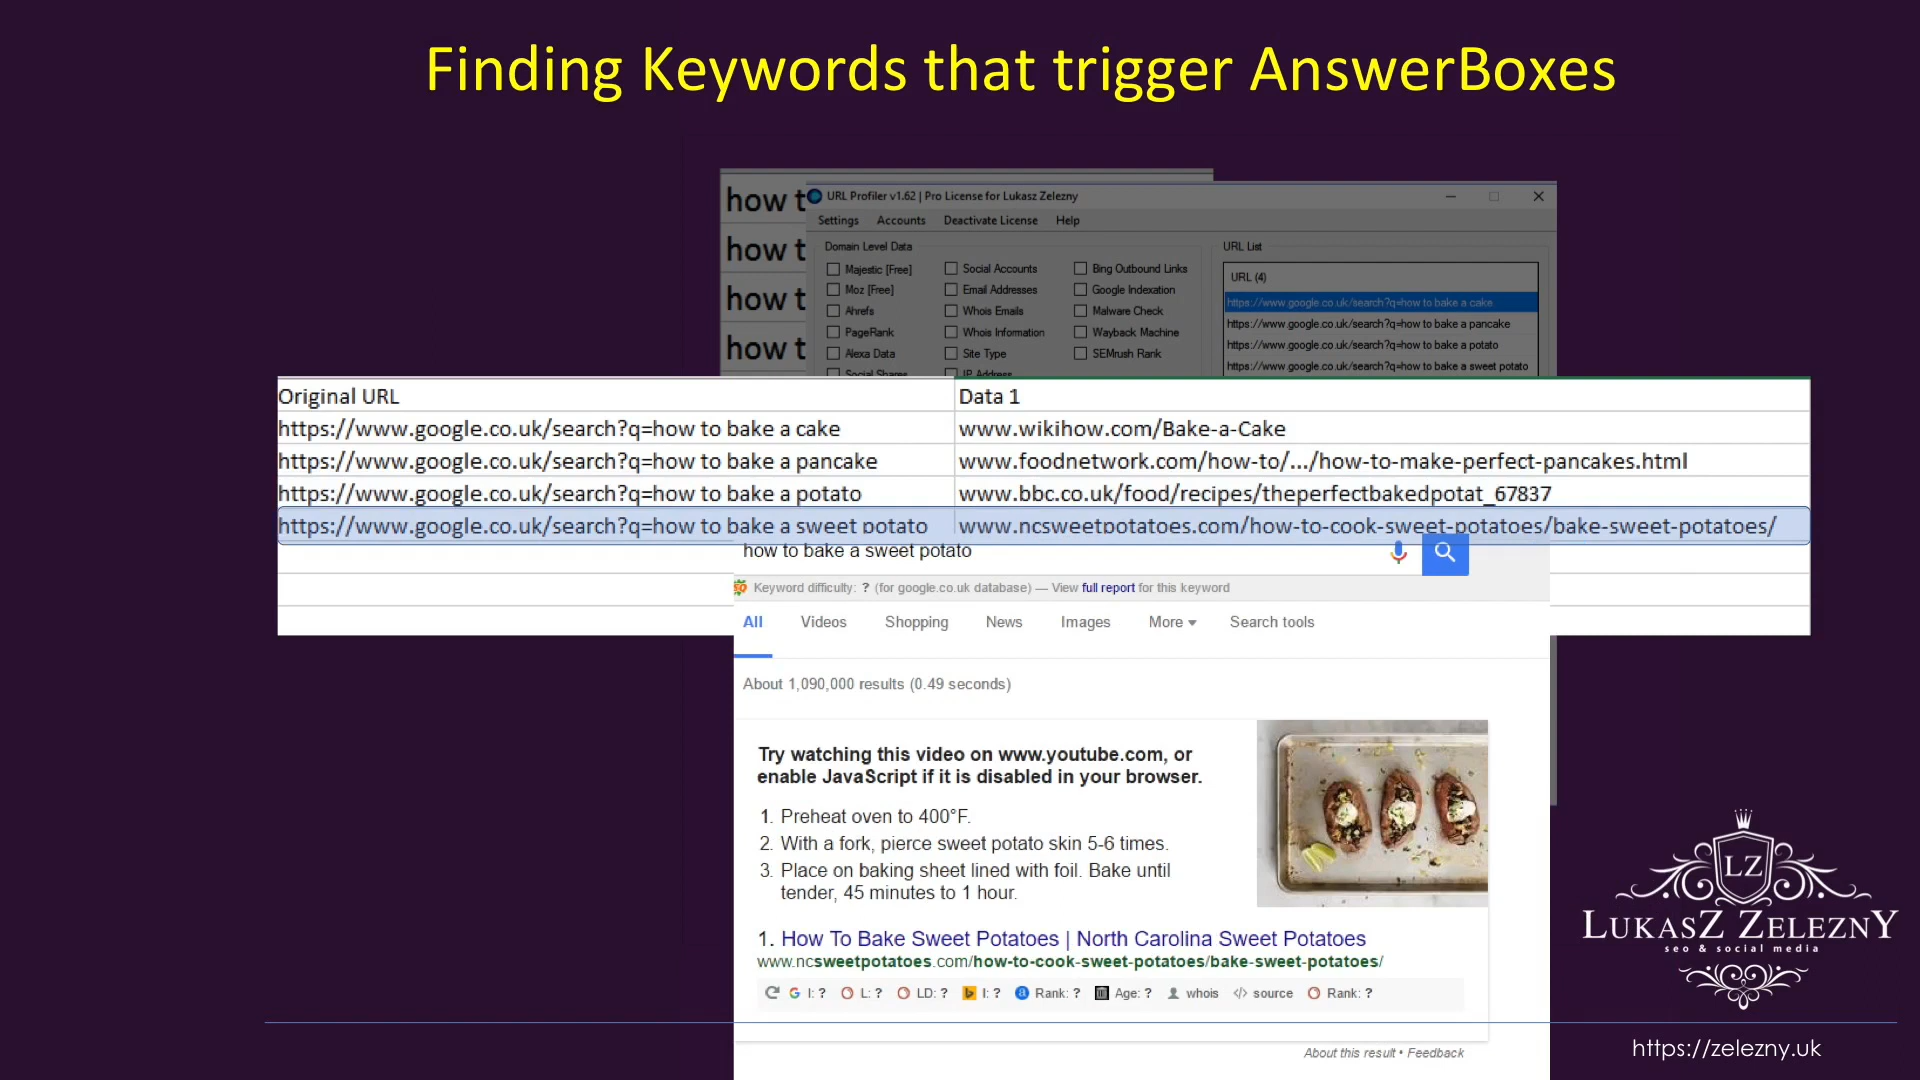 Finding Keywords that trigger AnswerBoxes
how t
how t
how t
how t
URL Profiler v1.62 | Pro License for Lukasz Zelezny
Settings Accounts Deactivate License Help
Domain Level Data
Majestic [Free] Social Accounts Bing Outbound Links
Moz [Free] Email Addresses Google Indexation
Ahrefs Whois Emails Malware Check
PageRank Whois Information Wayback Machine
Alexa Data Site Type SEMrush Rank
Social Shares IP Address
URL List
URL (4)
https://www.google.co.uk/search?q=how to bake a cake
https://www.google.co.uk/search?q=how to bake a pancake
https://www.google.co.uk/search?q=how to bake a potato
https://www.google.co.uk/search?q=how to bake a sweet potato
Original URL Data 1
https://www.google.co.uk/search?q=how to bake a cake www.wikihow.com/Bake-a-Cake
https://www.google.co.uk/search?q=how to bake a pancake www.foodnetwork.com/how-to/.../how-to-make-perfect-pancakes.html
https://www.google.co.uk/search?q=how to bake a potato www.bbc.co.uk/food/recipes/theperfectbakedpotat_67837
https://www.google.co.uk/search?q=how to bake a sweet potato www.ncsweetpotatoes.com/how-to-cook-sweet-potatoes/bake-sweet-potatoes/
how to bake a sweet potato
Keyword difficulty: ? (for google.co.uk database) — View full report for this keyword
All Videos Shopping News Images More Search tools
About 1,090,000 results (0.49 seconds)
Try watching this video on www.youtube.com, or
enable JavaScript if it is disabled in your browser.
1. Preheat oven to 400°F.
2. With a fork, pierce sweet potato skin 5-6 times.
3. Place on baking sheet lined with foil. Bake until
tender, 45 minutes to 1 hour.
1. How To Bake Sweet Potatoes | North Carolina Sweet Potatoes
www.ncsweetpotatoes.com/how-to-cook-sweet-potatoes/bake-sweet-potatoes/
I: ? L: ? LD: ? I: ? Rank: ? Age: ? whois source Rank: ?
About this result • Feedback
LZ
LUKASZ ZELEZNY
seo & social media
https://zelezny.uk